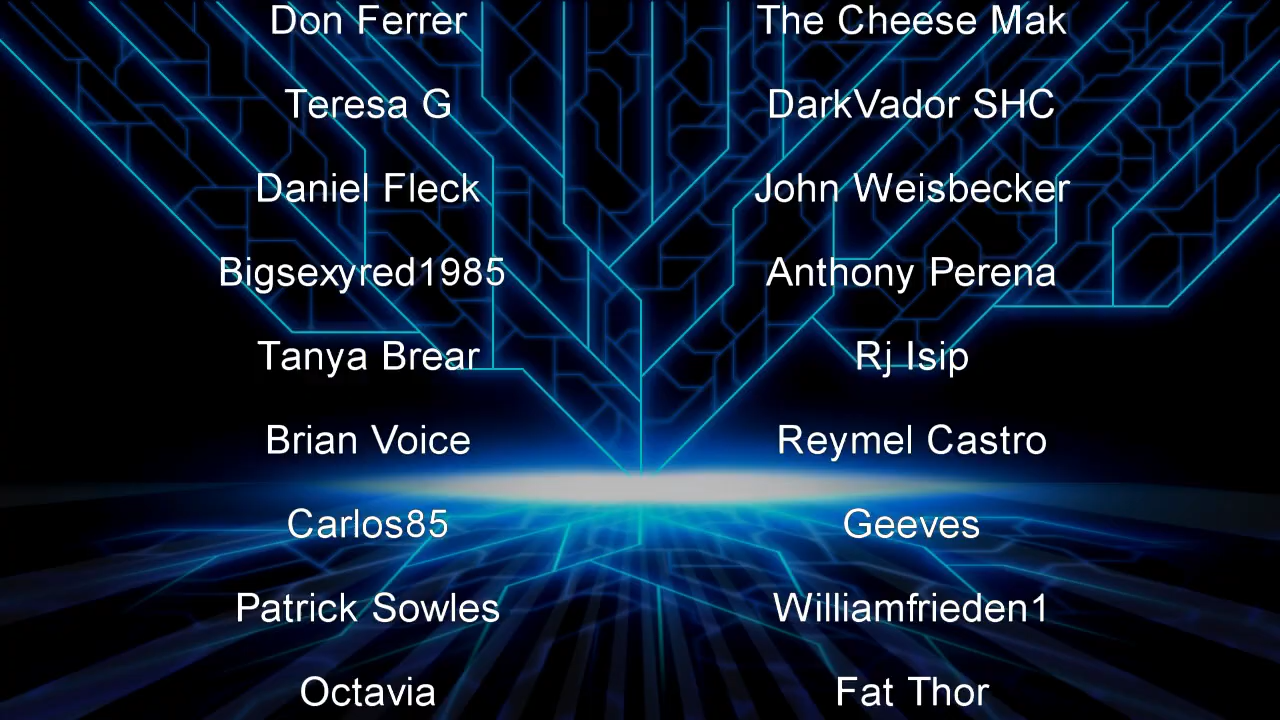 Don Ferrer
The Cheese Mak
Teresa G
DarkVador SHC
Daniel Fleck
John Weisbecker
Bigsexyred1985
Anthony Perena
Tanya Brear
Rj Isip
Brian Voice
Reymel Castro
Carlos85
Geeves
Patrick Sowles
Williamfrieden1
Octavia
Fat Thor